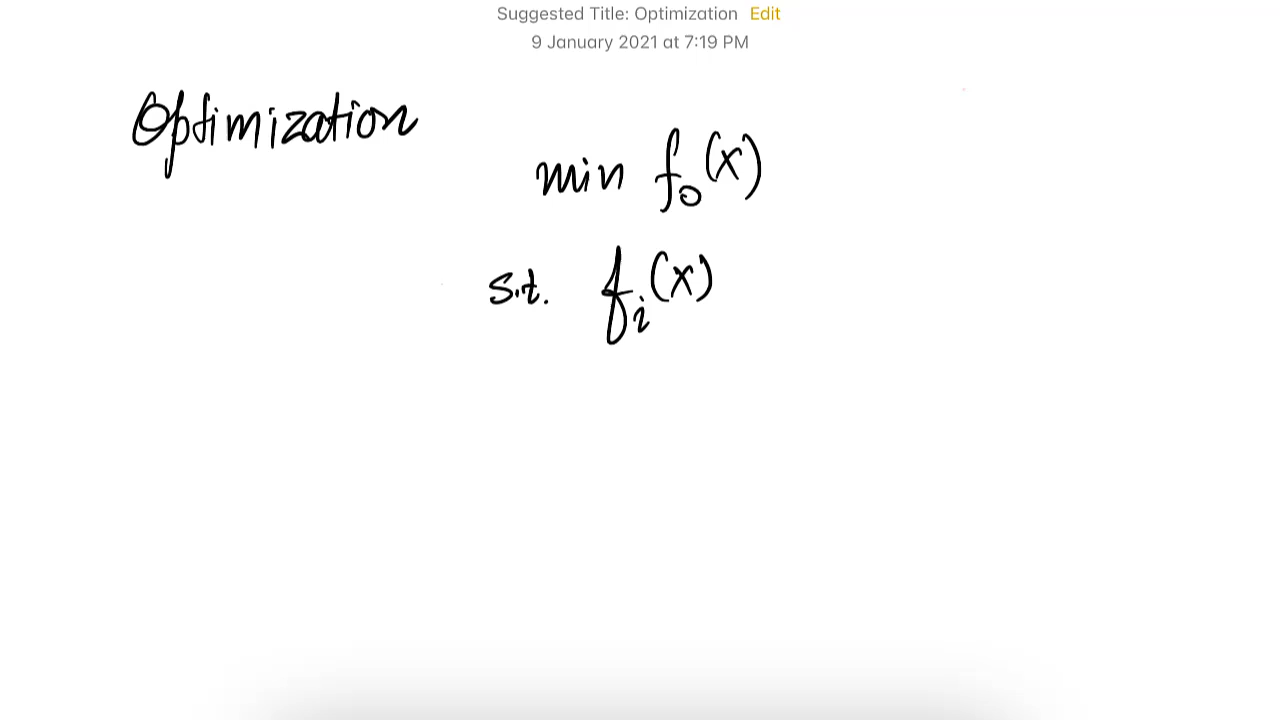 Suggested Title: Optimization Edit
9 January 2021 at 7:19 PM
Optimization
min f₀(x)
s.t. fᵢ(x)